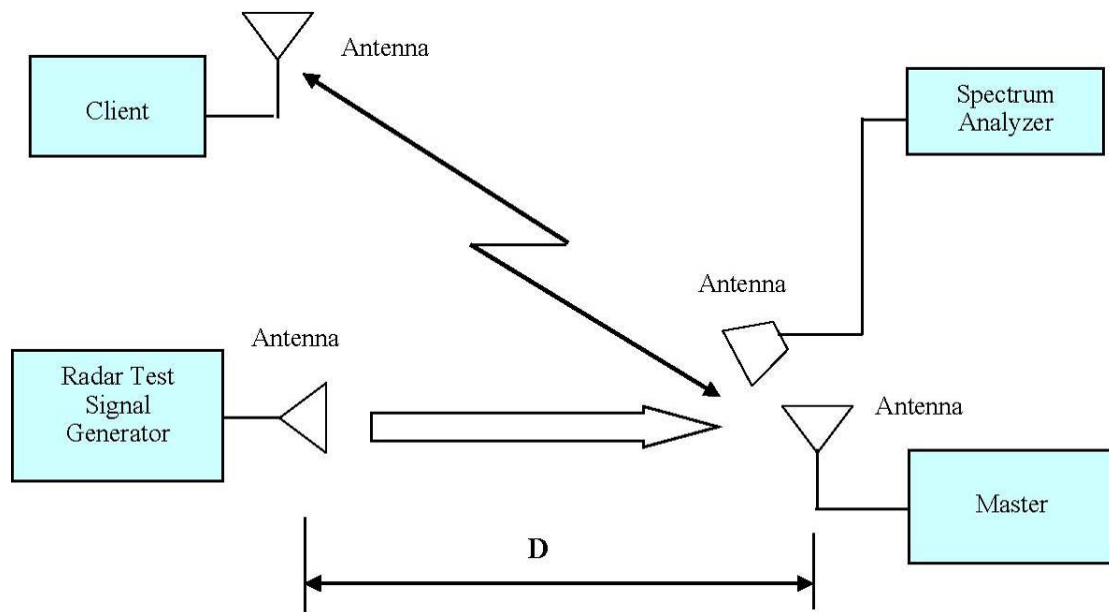 Antenna
Client
Spectrum
Analyzer
Antenna
Antenna
Radar Test
Signal
Generator
Antenna
Master
D